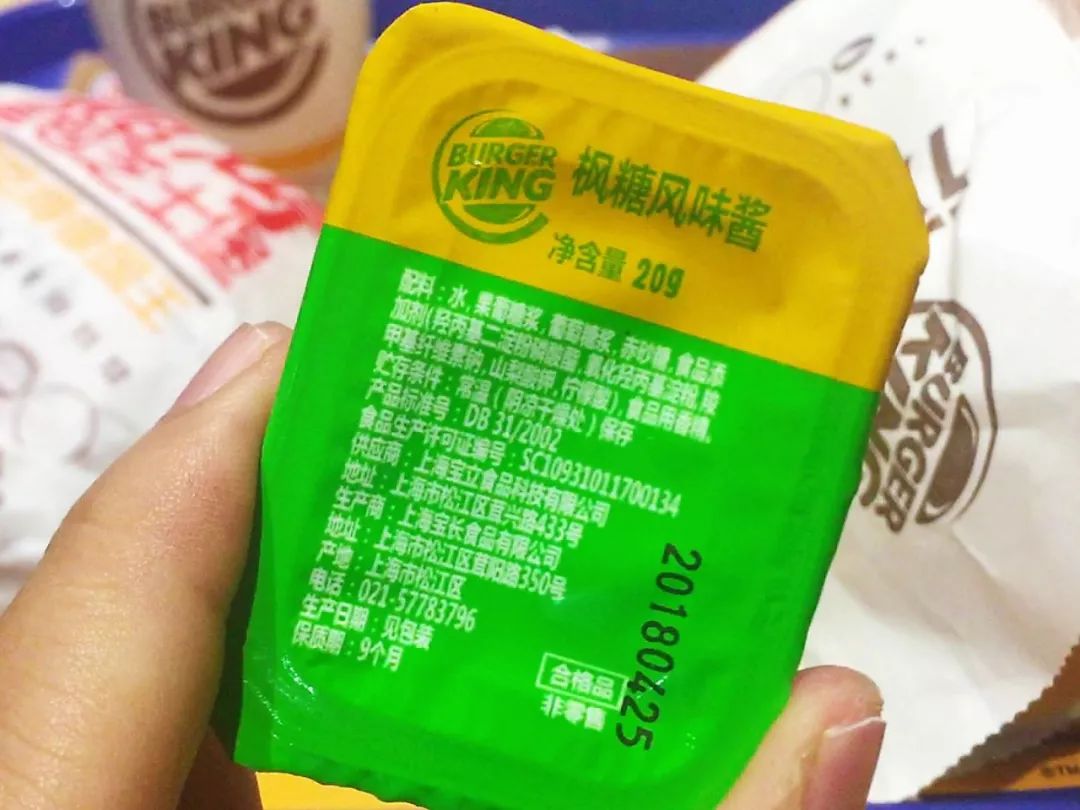 BURGER
KING
BURGER
KING
枫糖风味酱
净含量 20g
配料：水, 果葡糖浆, 葡萄糖浆, 赤砂糖, 食品添
加剂(羟丙基二淀粉磷酸酯, 氧化羟丙基淀粉, 羧
甲基纤维素钠, 山梨酸钾, 柠檬酸), 食品用香精。
贮存条件：常温（阴凉干燥处）保存
产品标准号：DB 31/2002
食品生产许可证编号：SC10931011700134
供应商：上海宝立食品科技有限公司
地址：上海市松江区宜兴路433号
生产商：上海宝长食品有限公司
地址：上海市松江区宜阳路350号
产地：上海市松江区
电话：021-57783796
生产日期：见包装
保质期：9个月
合格品
非零售
20180425
BURGER
KING